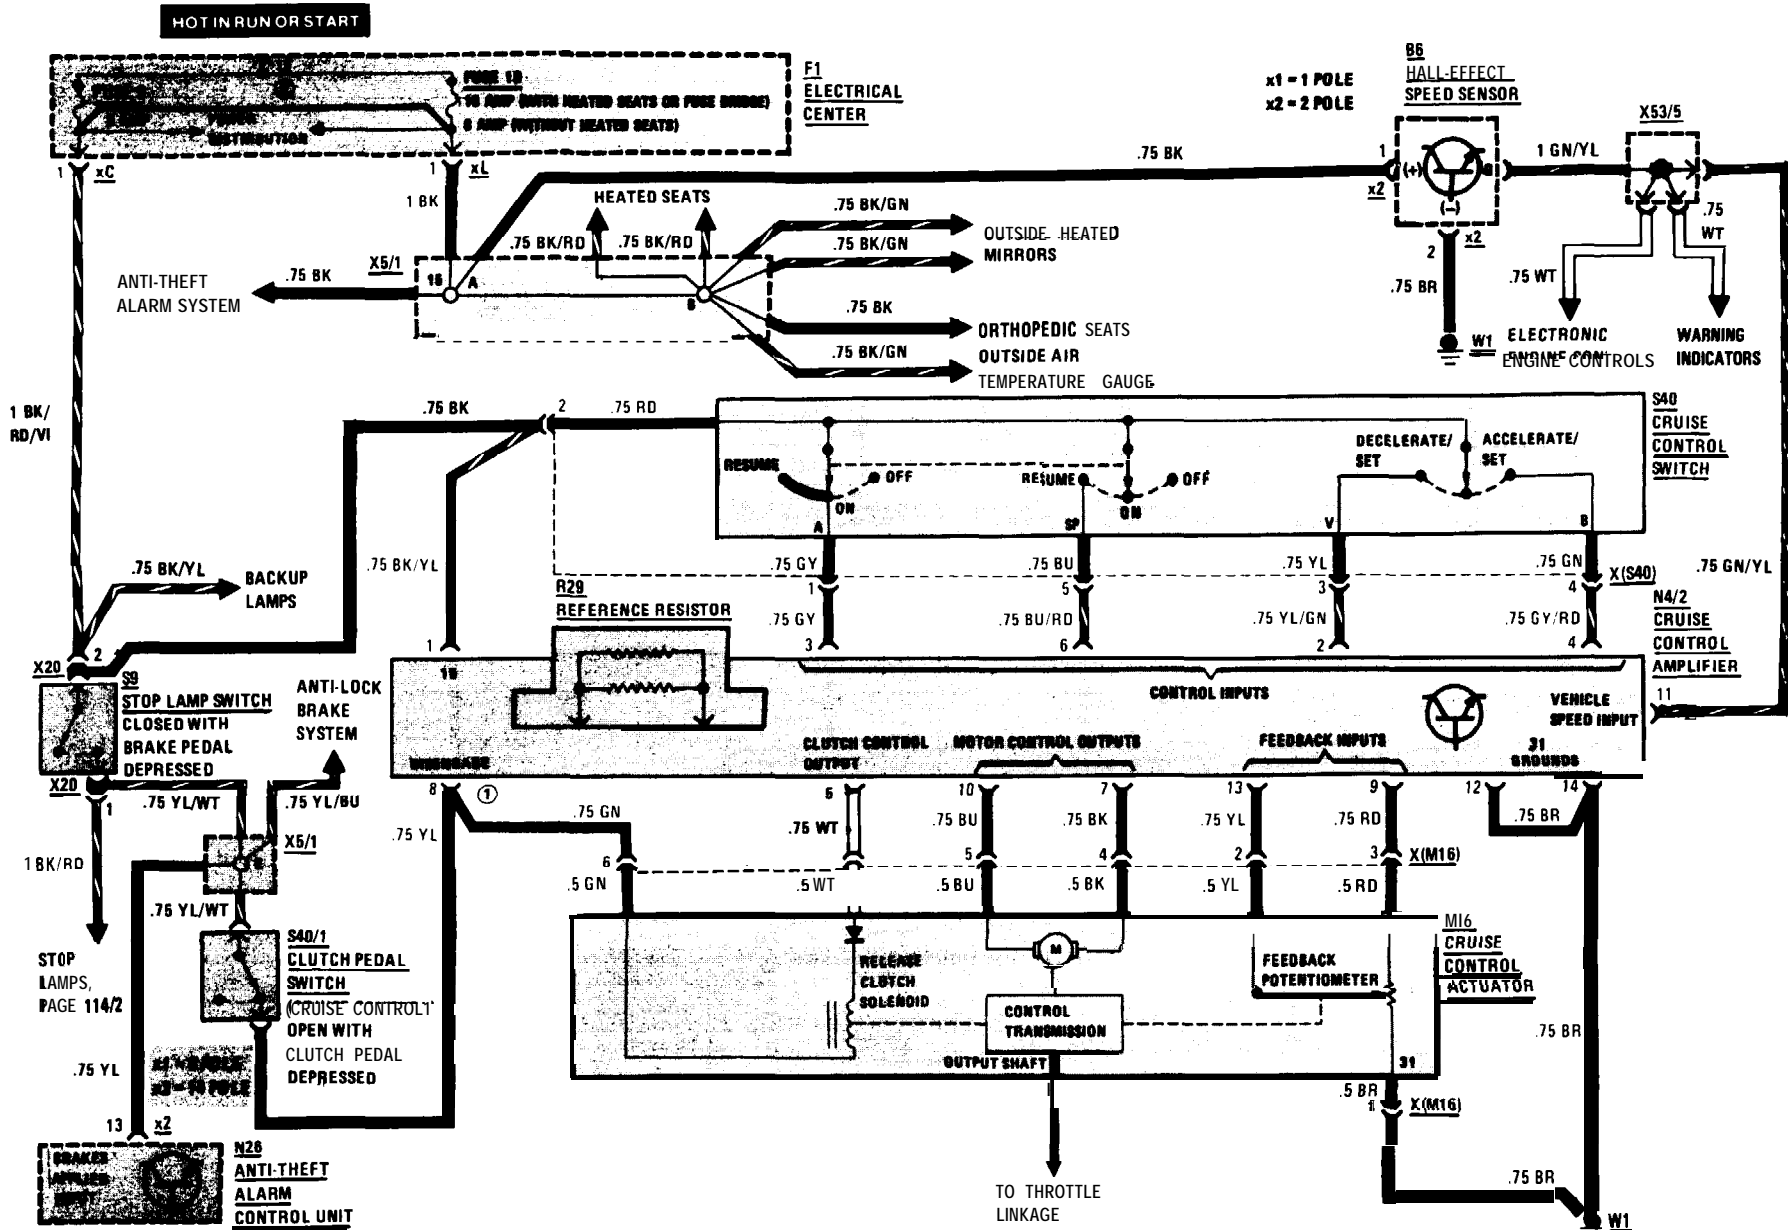 HOT IN RUN OR START
F1
ELECTRICAL
CENTER
FUSE
10 AMP (WITH HEATED SEATS OR FUSE BRIDGE)
8 AMP (WITHOUT HEATED SEATS)
DISTRIBUTION
1 xC
1 xL
1 BK
x1 = 1 POLE
x2 = 2 POLE
B6
HALL-EFFECT
SPEED SENSOR
X53/5
.75 BK
1
x2
(+)
(−)
1 GN/YL
2 x2
.75 BR
W1
.75
WT
.75 WT
ELECTRONIC
ENGINE CONTROLS
WARNING
INDICATORS
HEATED SEATS
.75 BK/RD
.75 BK/RD
.75 BK/GN
.75 BK/GN
OUTSIDE HEATED
MIRRORS
.75 BK
ORTHOPEDIC SEATS
.75 BK/GN
OUTSIDE AIR
TEMPERATURE GAUGE
X5/1
15 A
ANTI-THEFT
ALARM SYSTEM
.75 BK
1 BK/
RD/VI
.75 BK
2
.75 RD
S40
CRUISE
CONTROL
SWITCH
RESUME
OFF
ON
RESUME
OFF
ON
DECELERATE/
SET
ACCELERATE/
SET
A
SP
V
B
.75 GY
.75 BU
.75 YL
.75 GN
1
5
3
4
X(S40)
.75 GY
.75 BU/RD
.75 YL/GN
.75 GY/RD
3
6
2
4
.75 GN/YL
.75 BK/YL
BACKUP
LAMPS
.75 BK/YL
R29
REFERENCE RESISTOR
N4/2
CRUISE
CONTROL
AMPLIFIER
1
15
CONTROL INPUTS
VEHICLE
SPEED INPUT
11
CLUTCH CONTROL
OUTPUT
MOTOR CONTROL OUTPUTS
FEEDBACK INPUTS
31
GROUNDS
X20
2
S9
STOP LAMP SWITCH
CLOSED WITH
BRAKE PEDAL
DEPRESSED
ANTI-LOCK
BRAKE
SYSTEM
X20
1
.75 YL/WT
.75 YL/BU
X5/1
1 BK/RD
.75 YL/WT
STOP
LAMPS,
PAGE 114/2
8
1
.75 YL
.75 GN
5
10
7
13
9
12
14
.75 WT
.75 BU
.75 BK
.75 YL
.75 RD
.75 BR
6
5
4
2
3
X(M16)
.5 GN
.5 WT
.5 BU
.5 BK
.5 YL
.5 RD
S40/1
CLUTCH PEDAL
SWITCH
(CRUISE CONTROL1
OPEN WITH
CLUTCH PEDAL
DEPRESSED
MI6
CRUISE
CONTROL
ACTUATOR
RELEASE
CLUTCH
SOLENOID
M
CONTROL
TRANSMISSION
OUTPUT SHAFT
FEEDBACK
POTENTIOMETER
31
.5 BR
1
X(M16)
.75 BR
.75 BR
W1
TO THROTTLE
LINKAGE
.75 YL
13 x2
N26
ANTI-THEFT
ALARM
CONTROL UNIT
BRAKES